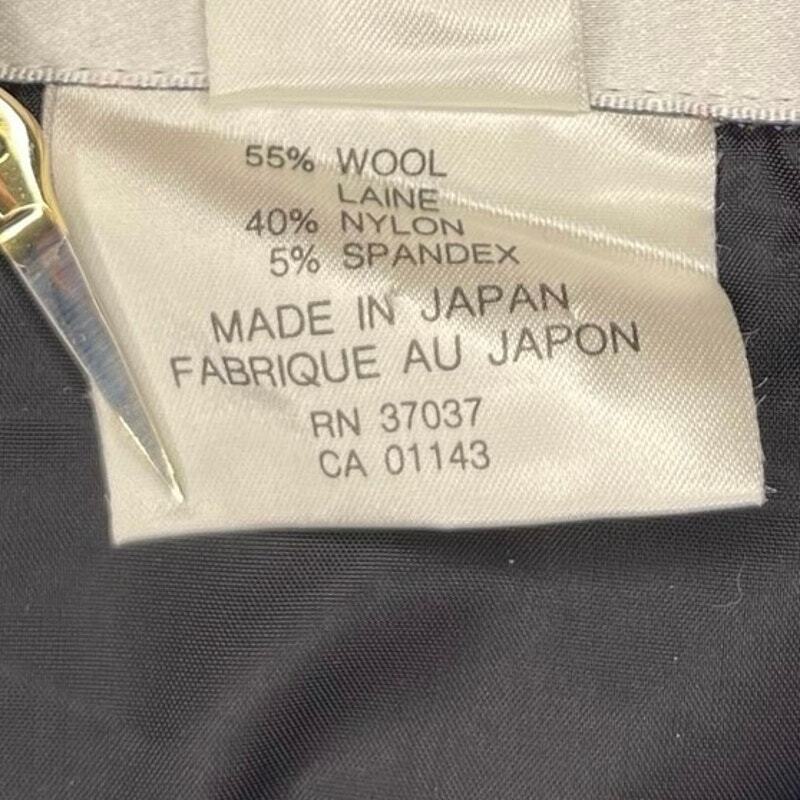 55% WOOL
LAINE
40% NYLON
5% SPANDEX
MADE IN JAPAN
FABRIQUE AU JAPON
RN 37037
CA 01143